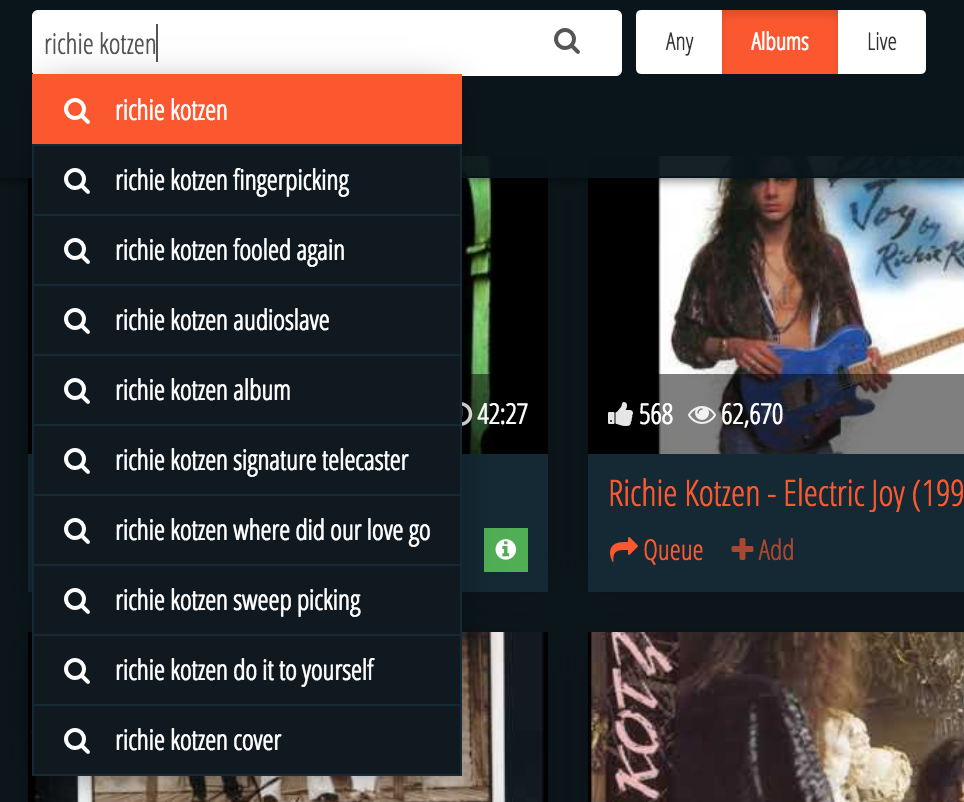 richie kotzen
Any
Albums
Live
richie kotzen
richie kotzen fingerpicking
richie kotzen fooled again
richie kotzen audioslave
richie kotzen album
richie kotzen signature telecaster
richie kotzen where did our love go
richie kotzen sweep picking
richie kotzen do it to yourself
richie kotzen cover
42:27
Joy by
Richie K
568 62,670
Richie Kotzen - Electric Joy (199
Queue Add
KOTZ